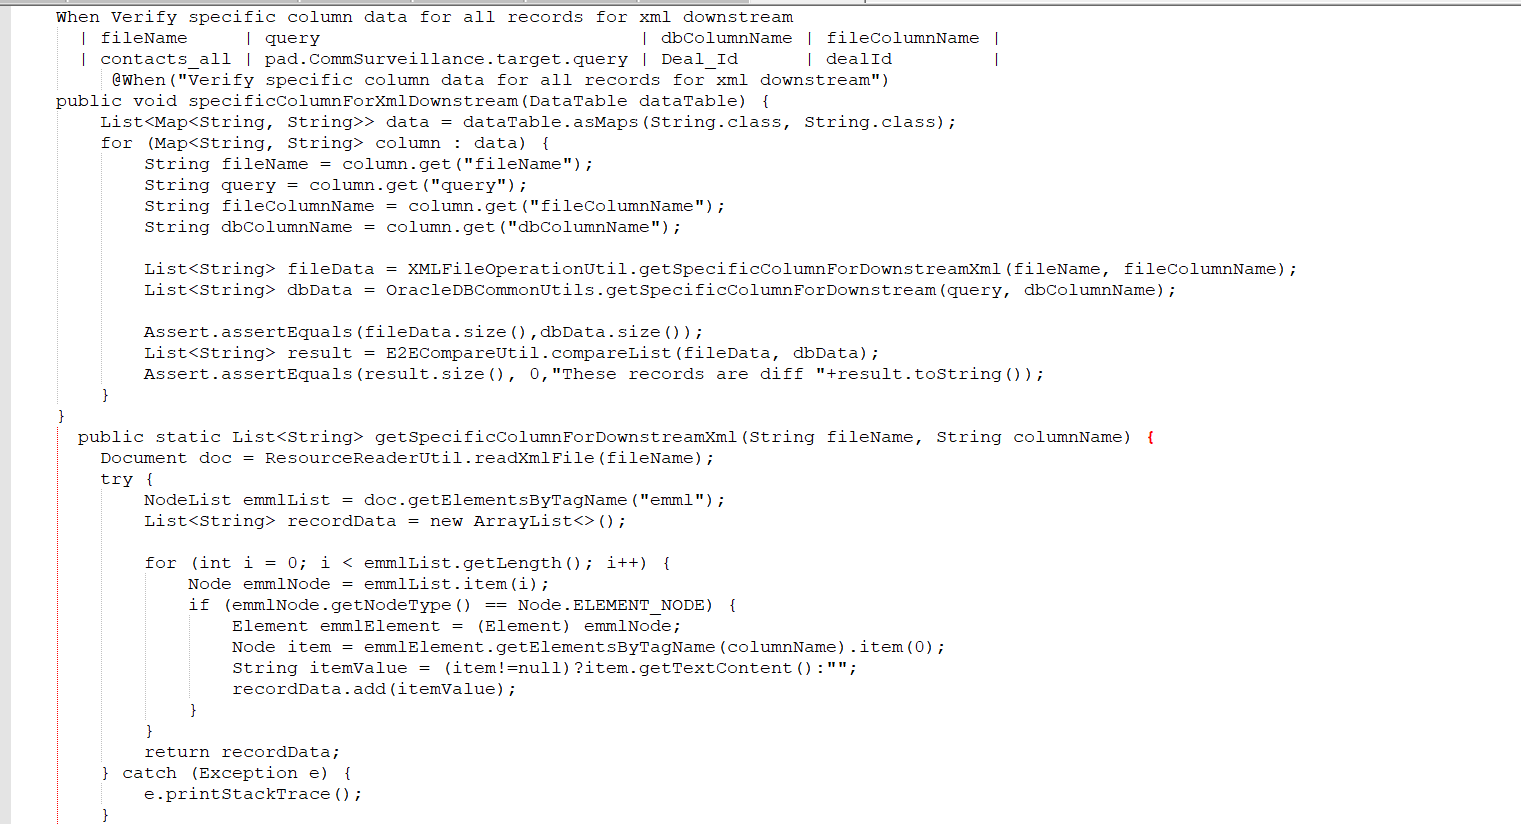 When Verify specific column data for all records for xml downstream
| fileName | query | dbColumnName | fileColumnName |
| contacts_all | pad.CommSurveillance.target.query | Deal_Id | dealId |
@When("Verify specific column data for all records for xml downstream")
public void specificColumnForXmlDownstream(DataTable dataTable) {
List<Map<String, String>> data = dataTable.asMaps(String.class, String.class);
for (Map<String, String> column : data) {
String fileName = column.get("fileName");
String query = column.get("query");
String fileColumnName = column.get("fileColumnName");
String dbColumnName = column.get("dbColumnName");
List<String> fileData = XMLFileOperationUtil.getSpecificColumnForDownstreamXml(fileName, fileColumnName);
List<String> dbData = OracleDBCommonUtils.getSpecificColumnForDownstream(query, dbColumnName);
Assert.assertEquals(fileData.size(),dbData.size());
List<String> result = E2ECompareUtil.compareList(fileData, dbData);
Assert.assertEquals(result.size(), 0,"These records are diff "+result.toString());
}
}
public static List<String> getSpecificColumnForDownstreamXml(String fileName, String columnName) {
Document doc = ResourceReaderUtil.readXmlFile(fileName);
try {
NodeList emmlList = doc.getElementsByTagName("emml");
List<String> recordData = new ArrayList<>();
for (int i = 0; i < emmlList.getLength(); i++) {
Node emmlNode = emmlList.item(i);
if (emmlNode.getNodeType() == Node.ELEMENT_NODE) {
Element emmlElement = (Element) emmlNode;
Node item = emmlElement.getElementsByTagName(columnName).item(0);
String itemValue = (item!=null)?item.getTextContent():"";
recordData.add(itemValue);
}
}
return recordData;
} catch (Exception e) {
e.printStackTrace();
}